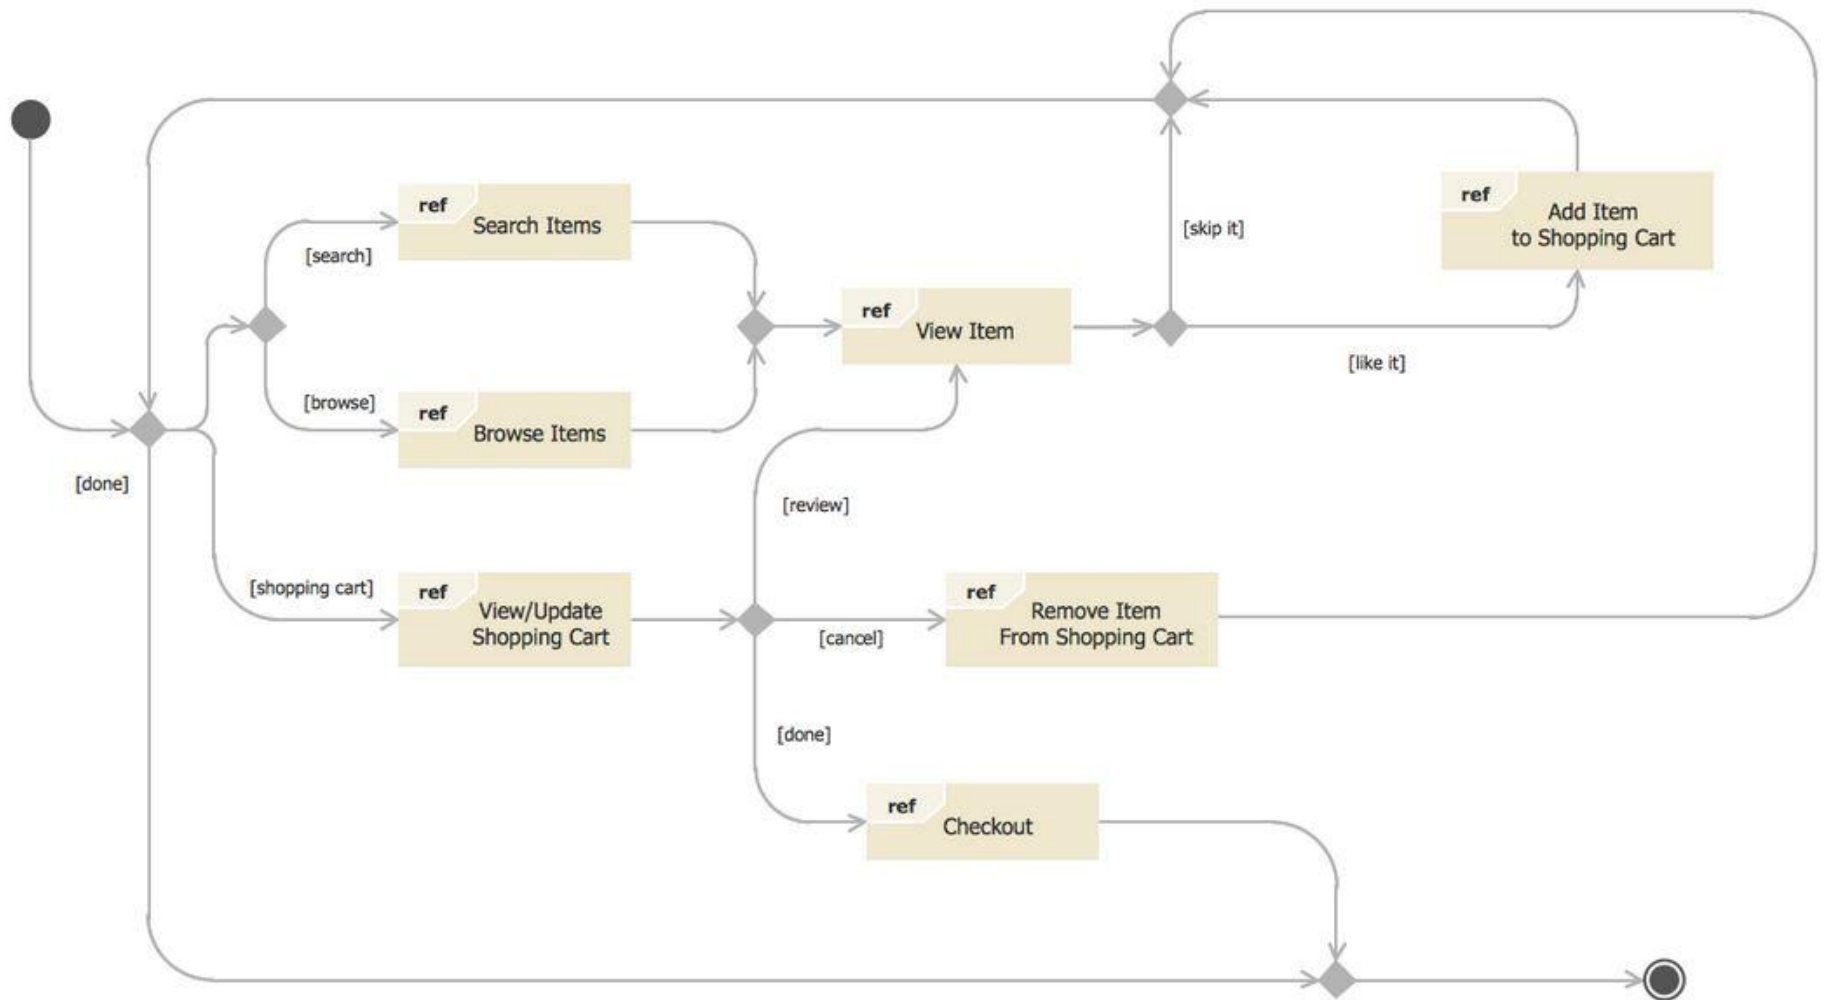 ref
Search Items
[search]
ref
Add Item
to Shopping Cart
[skip it]
ref
View Item
[like it]
[browse]
ref
Browse Items
[done]
[review]
[shopping cart]
ref
View/Update
Shopping Cart
ref
Remove Item
From Shopping Cart
[cancel]
[done]
ref
Checkout